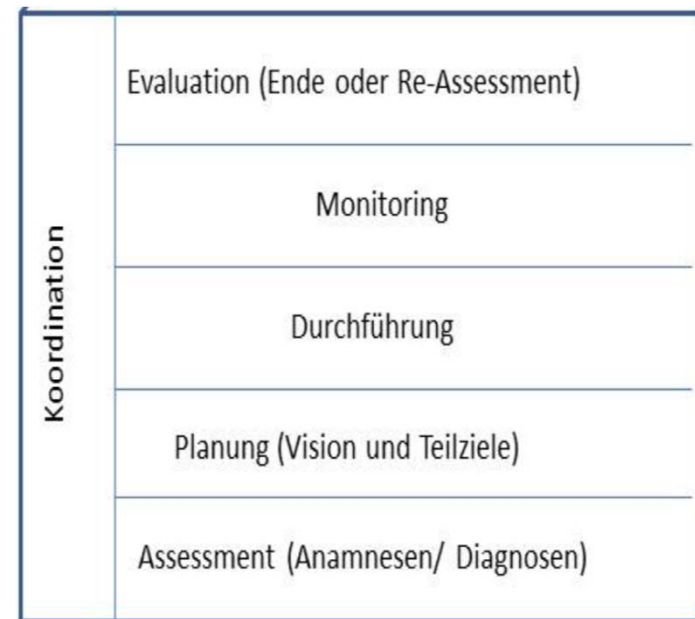 Koordination
Evaluation (Ende oder Re-Assessment)
Monitoring
Durchführung
Planung (Vision und Teilziele)
Assessment (Anamnesen/ Diagnosen)